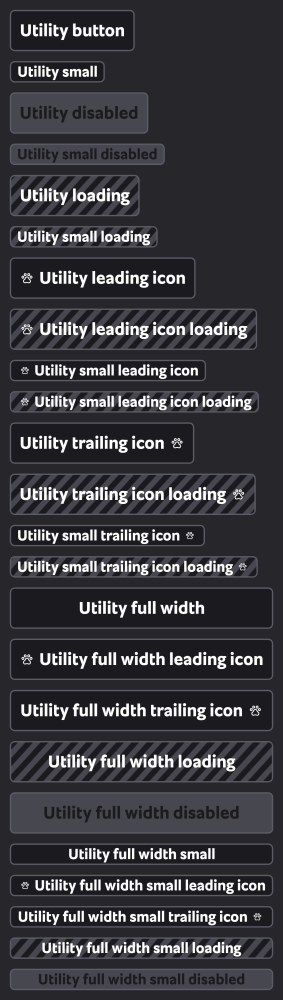 Utility button
Utility small
Utility disabled
Utility small disabled
Utility loading
Utility small loading
Utility leading icon
Utility leading icon loading
Utility small leading icon
Utility small leading icon loading
Utility trailing icon
Utility trailing icon loading
Utility small trailing icon
Utility small trailing icon loading
Utility full width
Utility full width leading icon
Utility full width trailing icon
Utility full width loading
Utility full width disabled
Utility full width small
Utility full width small leading icon
Utility full width small trailing icon
Utility full width small loading
Utility full width small disabled